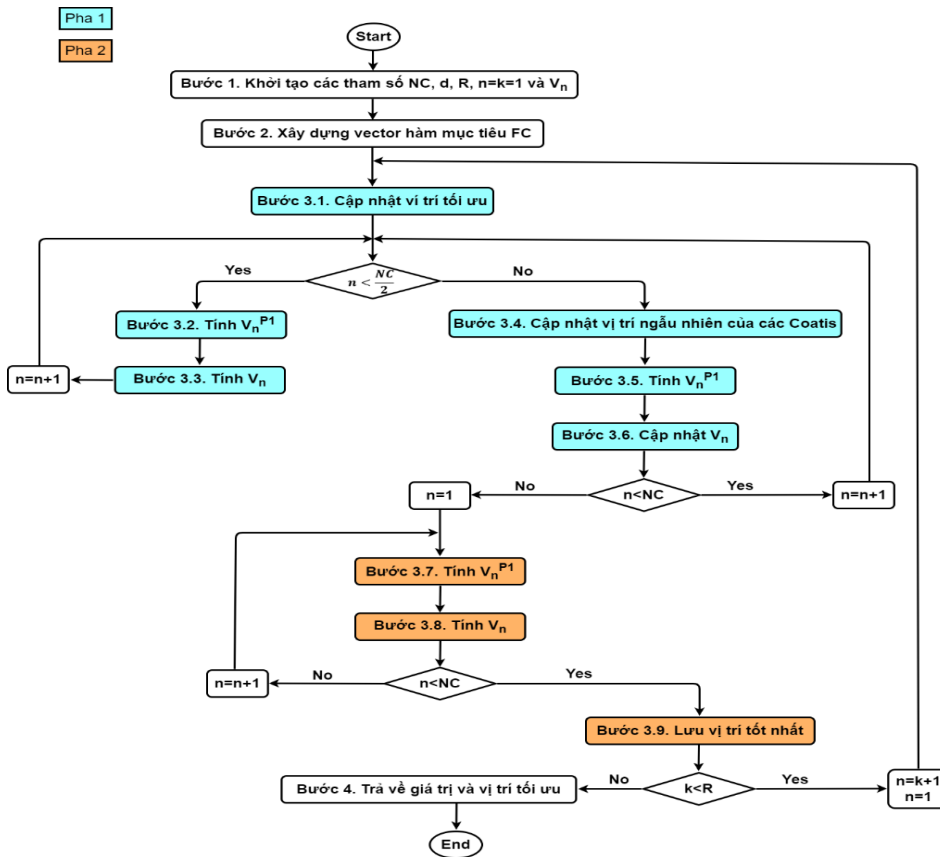 Pha 1
Pha 2
Start
Bước 1. Khởi tạo các tham số NC, d, R, n=k=1 và Vₙ
Bước 2. Xây dựng vector hàm mục tiêu FC
Bước 3.1. Cập nhật ví trí tối ưu
Yes
n < NC/2
No
Bước 3.2. Tính Vₙᴾ¹
Bước 3.4. Cập nhật vị trí ngẫu nhiên của các Coatis
n=n+1
Bước 3.3. Tính Vₙ
Bước 3.5. Tính Vₙᴾ¹
Bước 3.6. Cập nhật Vₙ
n=1
No
n<NC
Yes
n=n+1
Bước 3.7. Tính Vₙᴾ¹
Bước 3.8. Tính Vₙ
n=n+1
No
n<NC
Yes
Bước 3.9. Lưu vị trí tốt nhất
Bước 4. Trả về giá trị và vị trí tối ưu
No
k<R
Yes
n=k+1
n=1
End